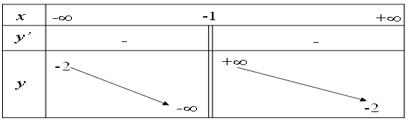 x -∞ -1 +∞
y' - -
-2 +∞
y
-∞ -2